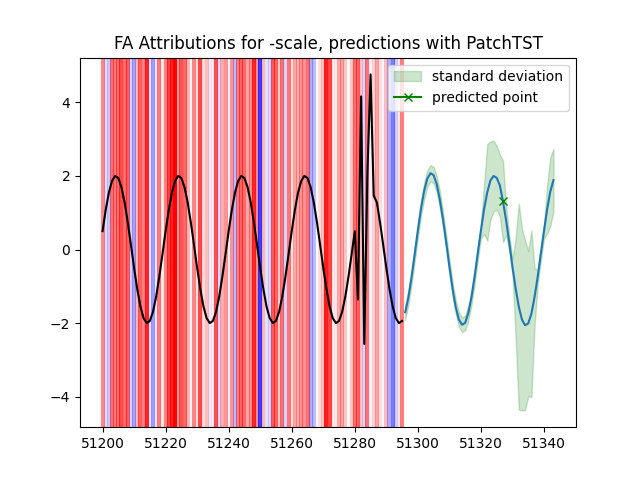 FA Attributions for -scale, predictions with PatchTST
standard deviation
predicted point
4
2
0
−2
−4
51200 51220 51240 51260 51280 51300 51320 51340